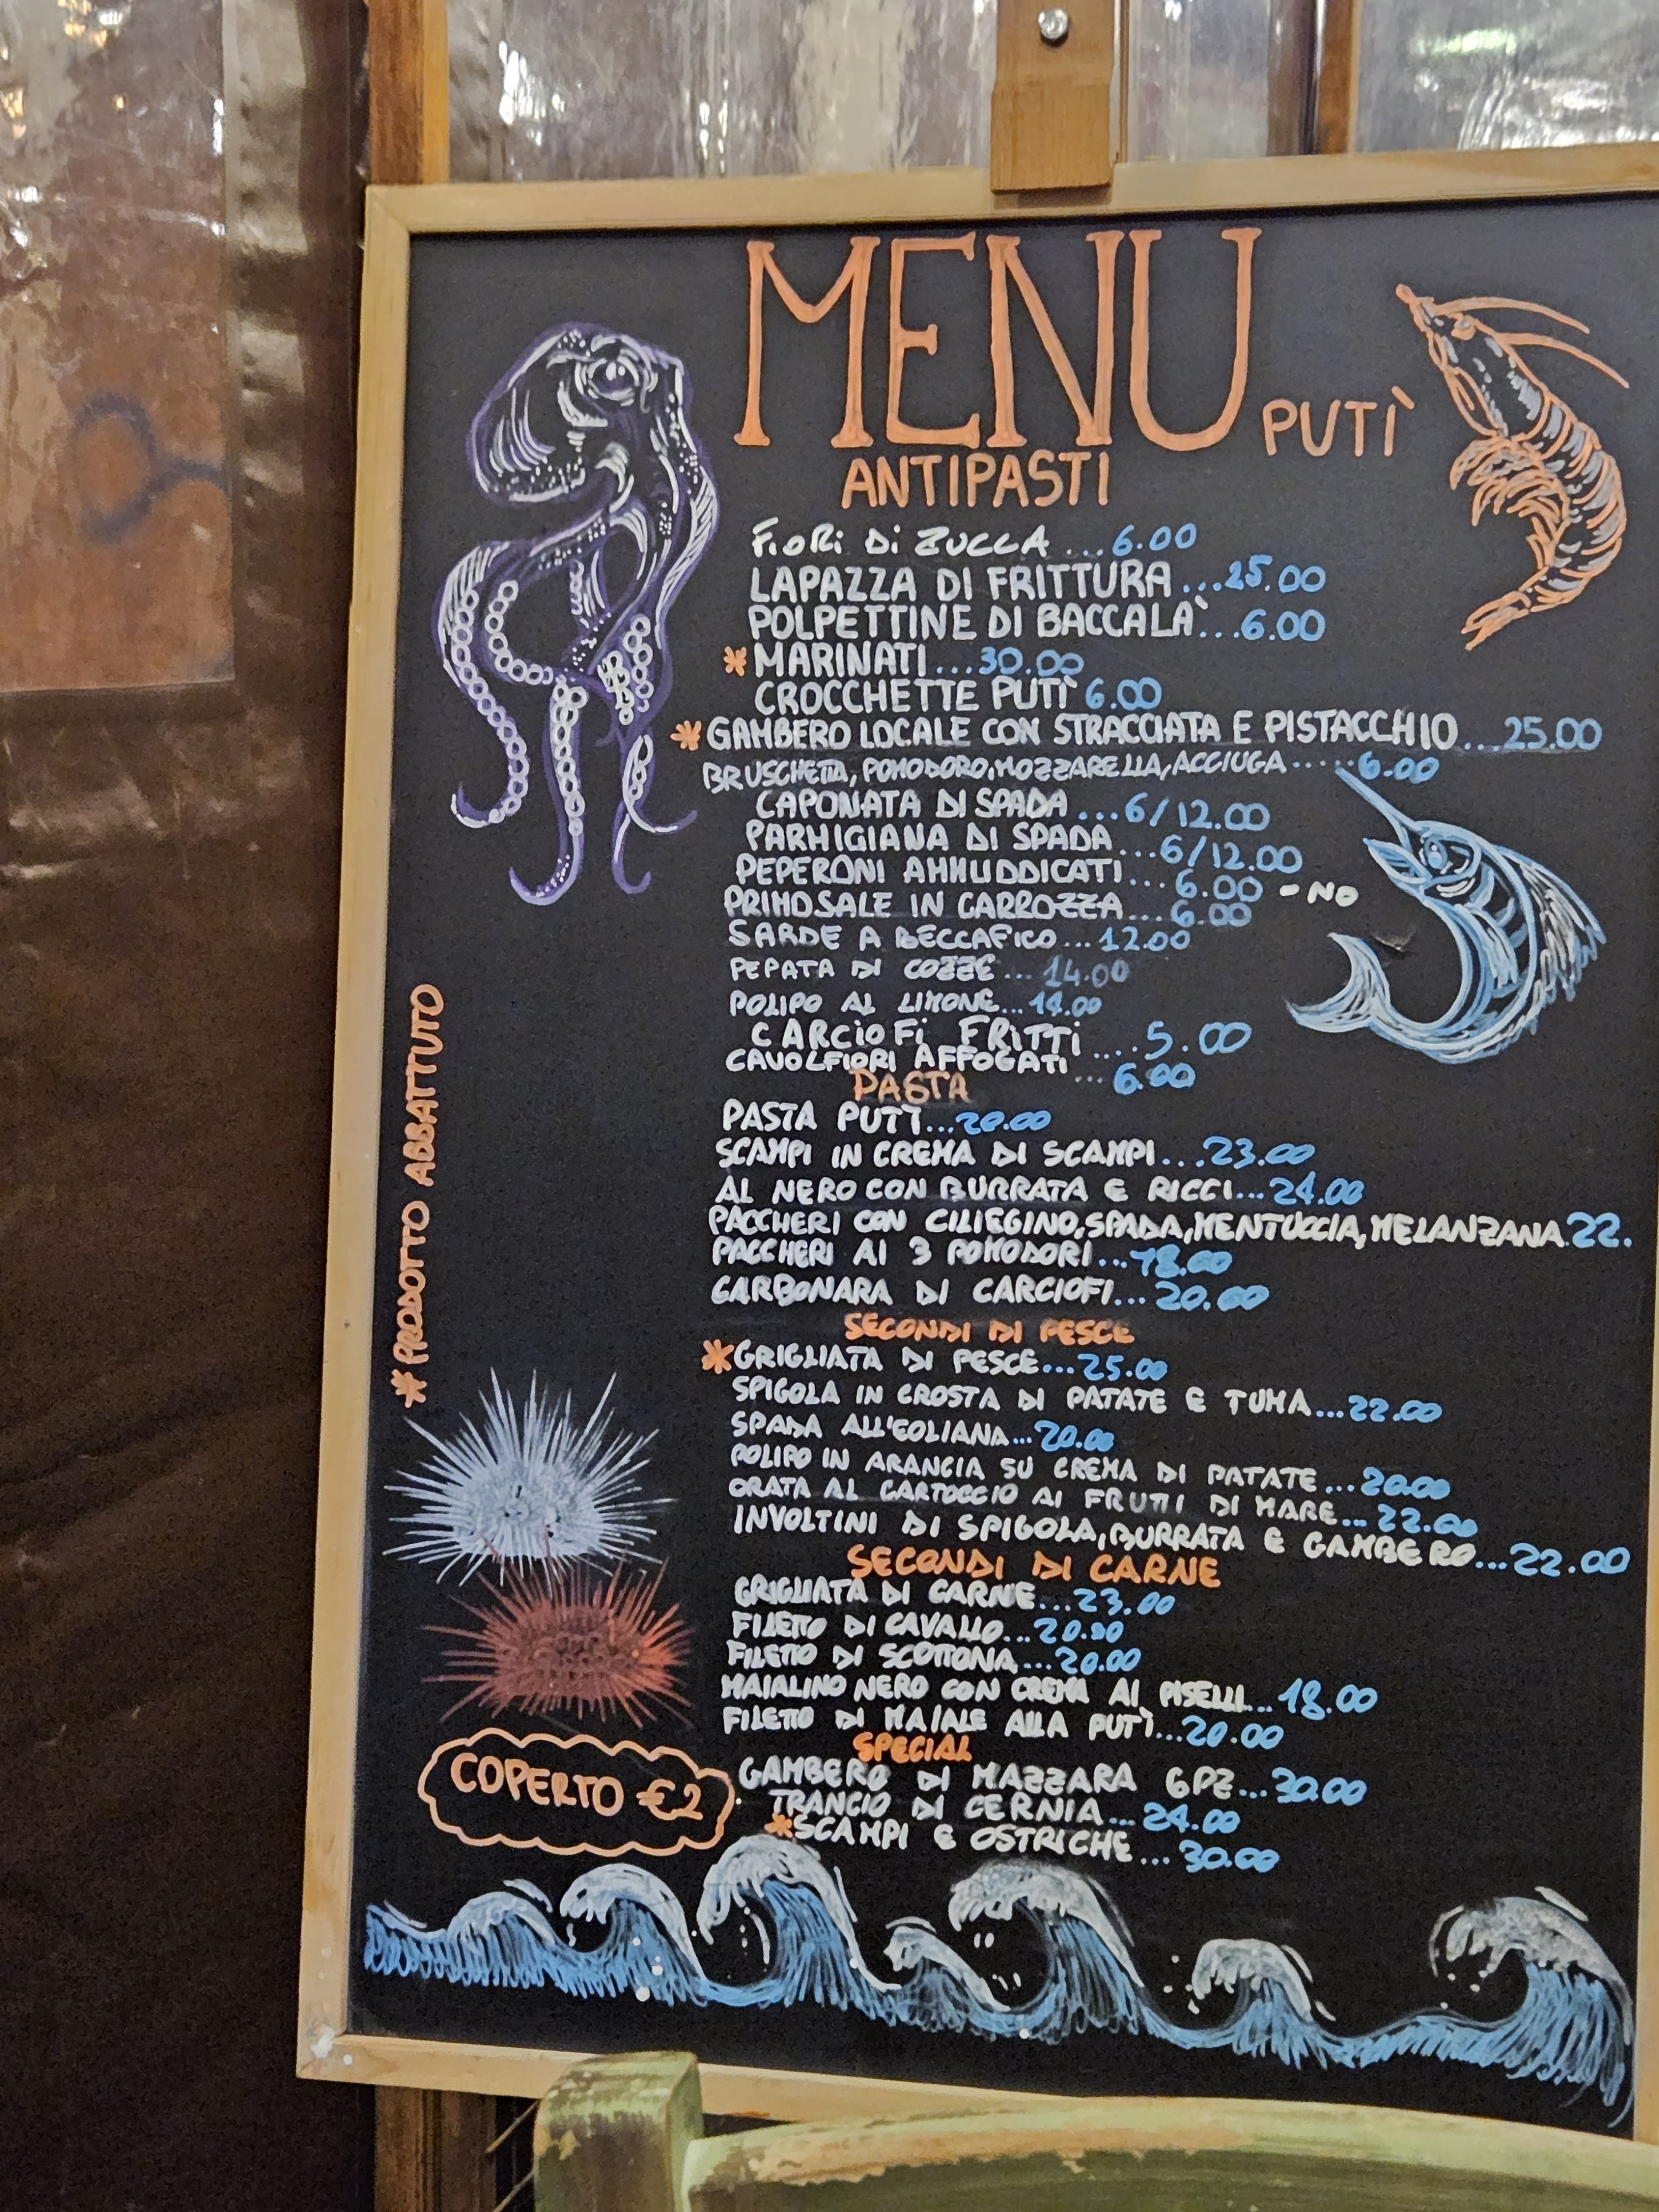 MENU PUTÌ
ANTIPASTI
FIORI DI ZUCCA ...6.00
LAPAZZA DI FRITTURA ...25.00
POLPETTINE DI BACCALA'...6.00
*MARINATI...30.00
CROCCHETTE PUTÌ 6.00
*GAMBERO LOCALE CON STRACCIATA E PISTACCHIO...25.00
BRUSCHETTA, POMODORO, MOZZARELLA, ACCIUGA.....6.00
CAPONATA DI SPADA ...6/12.00
PARMIGIANA DI SPADA...6/12.00
PEPERONI AMMUDDICATI...6.00 - NO
PRIMOSALE IN CARROZZA...6.00
SARDE A BECCAFICO...12.00
PEPATA DI COZZE...14.00
POLIPO AL LIMONE...14.00
CARCIOFI FRITTI....5.00
CAVOLFIORI AFFOGATI...6.00
PASTA
PASTA PUTÌ...20.00
SCAMPI IN CREMA DI SCAMPI...23.00
AL NERO CON BURRATA E RICCI...24.00
PACCHERI CON CILIEGINO, SPADA, MENTUCCIA, MELANZANA.22.
PACCHERI AI 3 POMODORI...18.00
CARBONARA DI CARCIOFI...20.00
SECONDI DI PESCE
*GRIGLIATA DI PESCE...25.00
SPIGOLA IN CROSTA DI PATATE E TUMA...22.00
SPADA ALL'EOLIANA...20.00
POLIPO IN ARANCIA SU CREMA DI PATATE...20.00
ORATA AL CARTOCCIO AI FRUTTI DI MARE...22.00
INVOLTINI DI SPIGOLA, BURRATA E GAMBERO...22.00
SECONDI DI CARNE
GRIGLIATA DI CARNE...23.00
FILETTO DI CAVALLO...20.00
FILETTO DI SCOTTONA...20.00
MAIALINO NERO CON CREMA AI PISELLI...18.00
FILETTO DI MAIALE ALLA PUTÌ...20.00
SPECIAL
GAMBERO DI MAZZARA 6PZ...30.00
TRANCIO DI CERNIA...24.00
*SCAMPI E OSTRICHE...30.00
*PRODOTTO ABBATTUTO
COPERTO €2